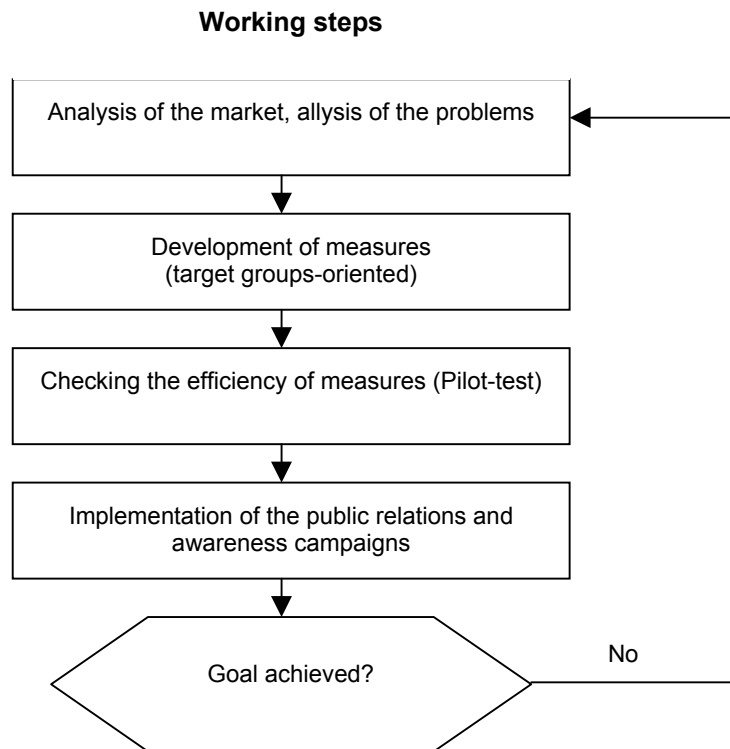 Working steps
Analysis of the market, allysis of the problems
Development of measures
(target groups-oriented)
Checking the efficiency of measures (Pilot-test)
Implementation of the public relations and
awareness campaigns
Goal achieved?
No